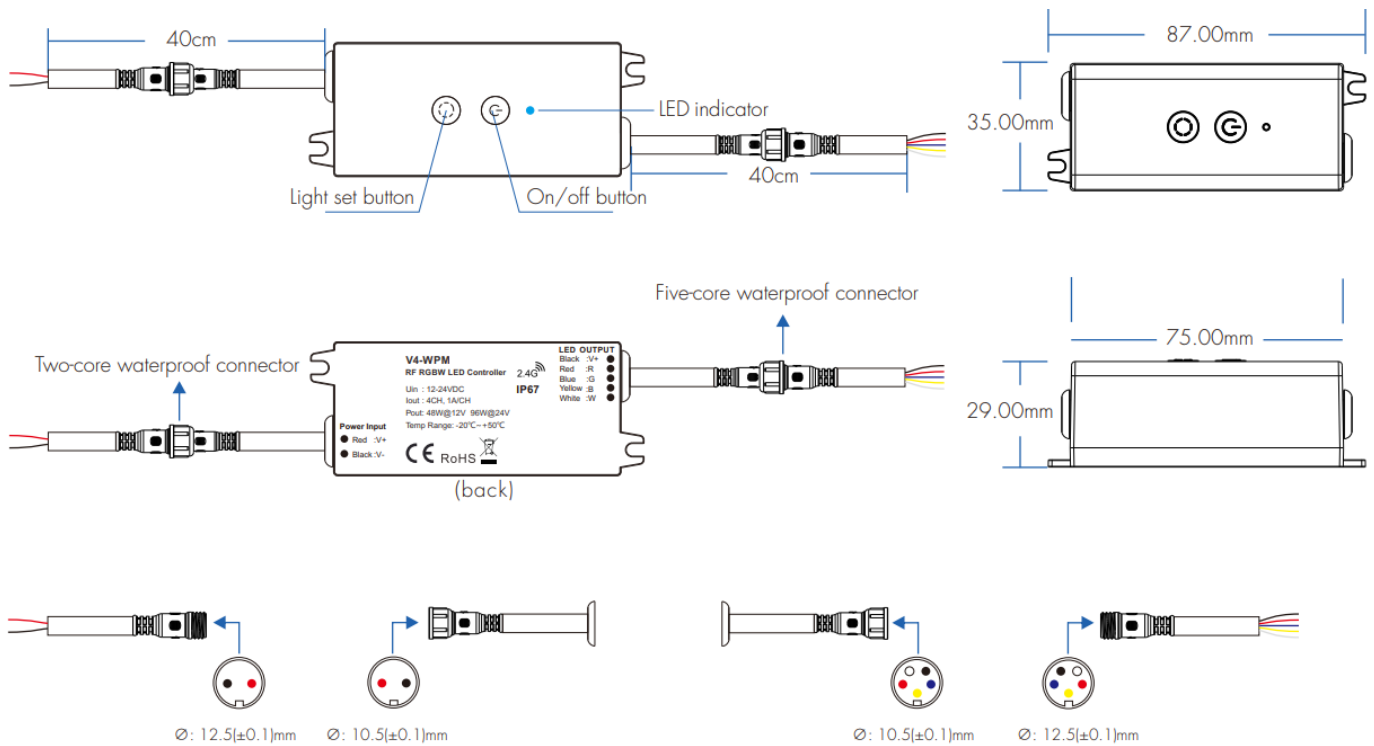 40cm
LED indicator
Light set button
On/off button
40cm
87.00mm
35.00mm
Two-core waterproof connector
Five-core waterproof connector
V4-WPM
RF RGBW LED Controller
2.4G
IP67
Uin : 12-24VDC
Iout : 4CH, 1A/CH
Pout: 48W@12V 96W@24V
Temp Range: -20℃~+50℃
Power Input
Red :V+
Black :V-
CE RoHS
LED OUTPUT
Black :V+
Red :R
Blue :G
Yellow :B
White :W
(back)
75.00mm
29.00mm
Ø: 12.5(±0.1)mm
Ø: 10.5(±0.1)mm
Ø: 10.5(±0.1)mm
Ø: 12.5(±0.1)mm